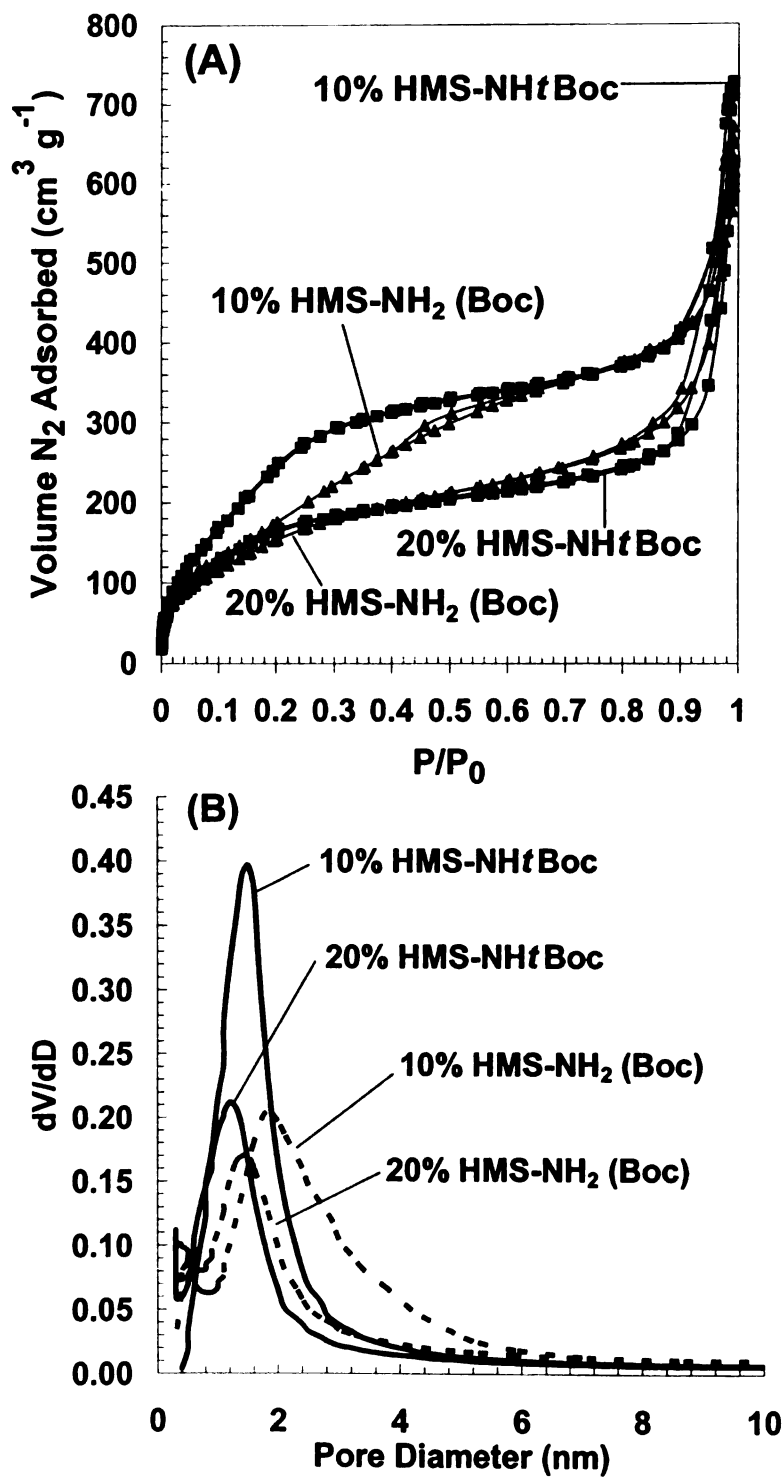 (A)
Volume N₂ Adsorbed (cm³ g⁻¹)
800
700
600
500
400
300
200
100
0
10% HMS-NHtBoc
10% HMS-NH₂ (Boc)
20% HMS-NHtBoc
20% HMS-NH₂ (Boc)
0 0.1 0.2 0.3 0.4 0.5 0.6 0.7 0.8 0.9 1
P/P₀
(B)
dV/dD
0.45
0.40
0.35
0.30
0.25
0.20
0.15
0.10
0.05
0.00
10% HMS-NHtBoc
20% HMS-NHtBoc
10% HMS-NH₂ (Boc)
20% HMS-NH₂ (Boc)
0 2 4 6 8 10
Pore Diameter (nm)